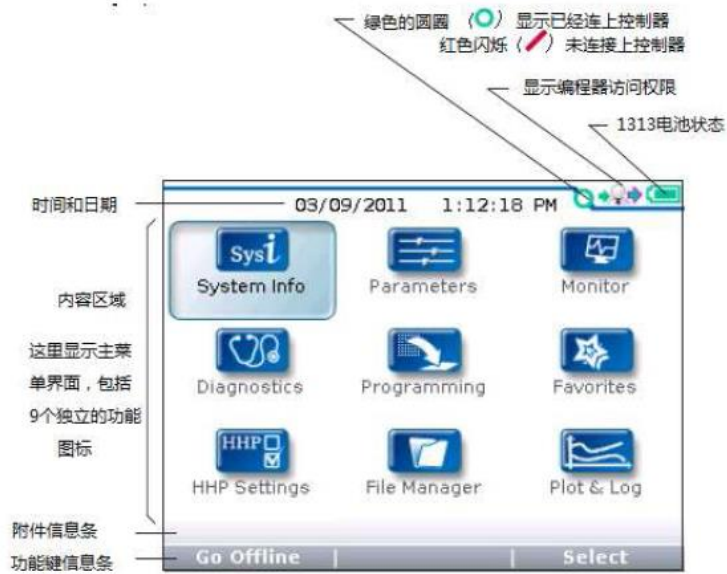 绿色的圆圈 （○）显示已经连上控制器
红色闪烁（/）未连接上控制器
显示编程器访问权限
1313电池状态
时间和日期
03/09/2011 1:12:18 PM
内容区域
这里显示主菜
单界面，包括
9个独立的功能
图标
Sysi
System Info
Parameters
Monitor
Diagnostics
Programming
Favorites
HHP
HHP Settings
File Manager
Plot & Log
附件信息条
功能键信息条
Go Offline
Select